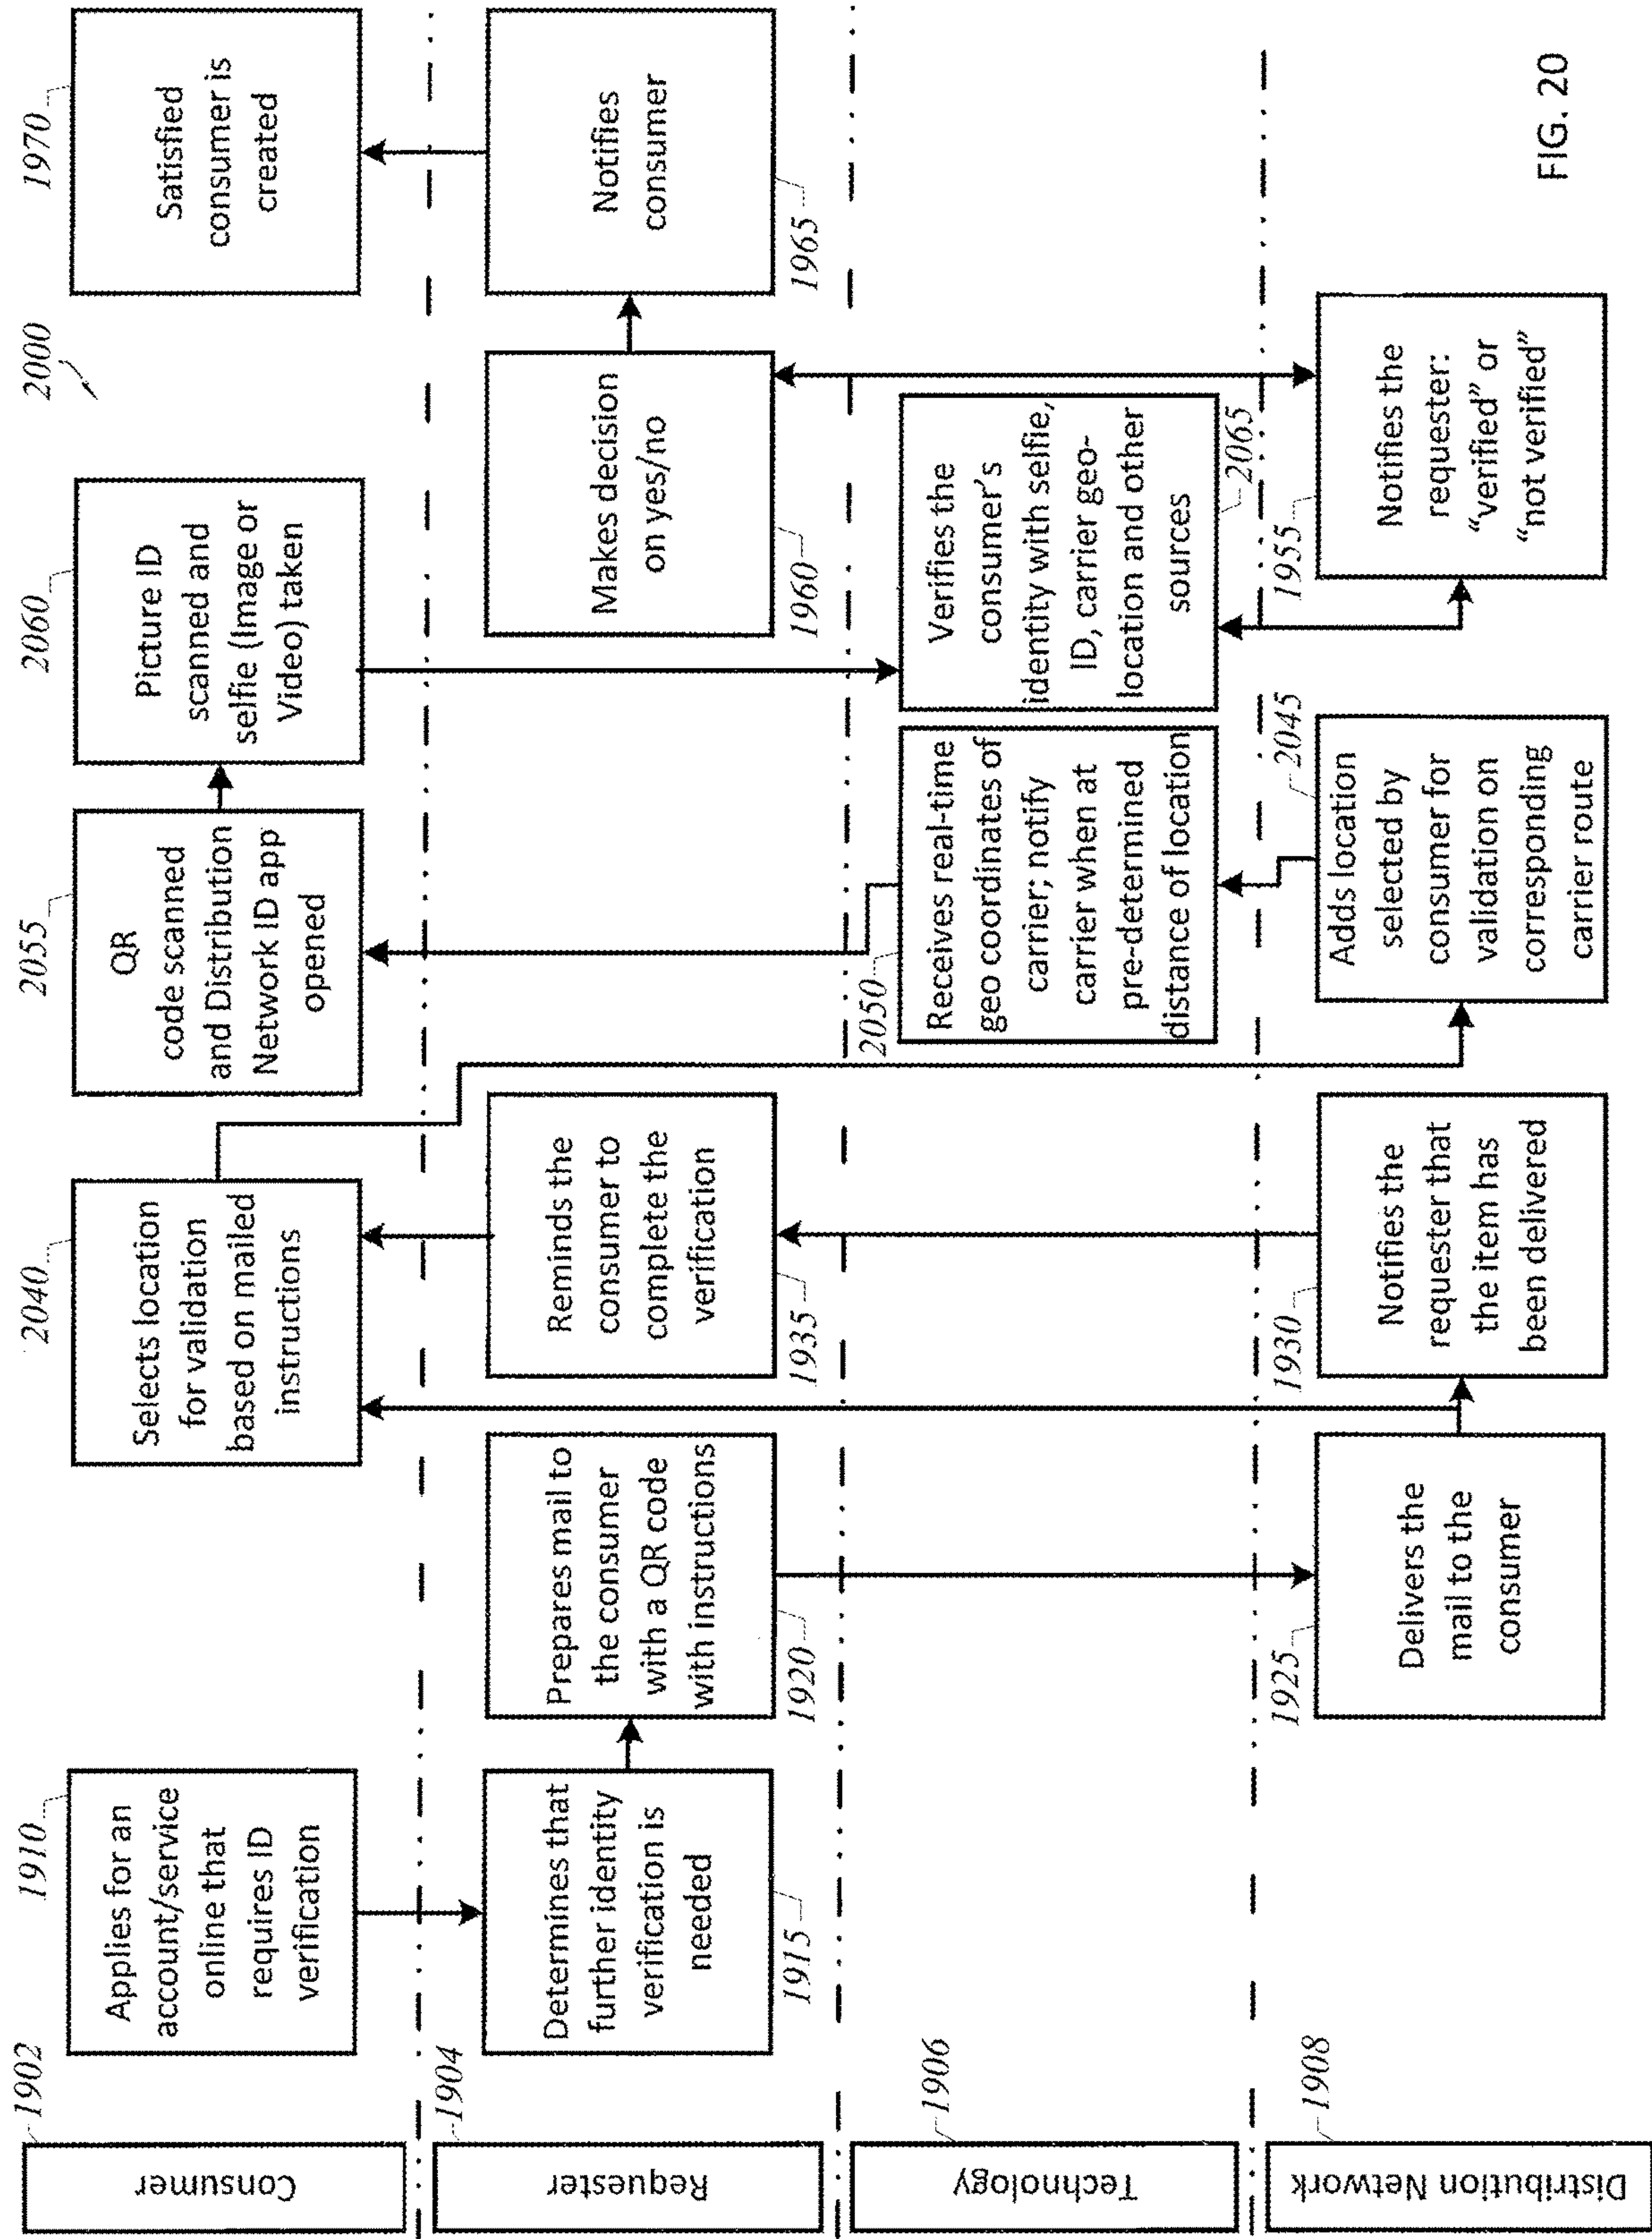 2000
1902
Consumer
1910
Applies for an
account/service
online that
requires ID
verification
2040
Selects location
for validation
based on mailed
instructions
2055
QR
code scanned
and Distribution
Network ID app
opened
2060
Picture ID
scanned and
selfie (Image or
Video) taken
1970
Satisfied
consumer is
created
1904
Requester
Determines that
further identity
verification is
needed
1915
Prepares mail to
the consumer
with a QR code
with instructions
1920
Reminds the
consumer to
complete the
verification
1935
Makes decision
on yes/no
1960
Notifies
consumer
1965
1906
Technology
2050
Receives real-time
geo coordinates of
carrier; notify
carrier when at
pre-determined
distance of location
Verifies the
consumer's
identity with selfie,
ID, carrier geo-
location and other
sources
2065
1908
Distribution Network
1925
Delivers the
mail to the
consumer
1930
Notifies the
requester that
the item has
been delivered
2045
Adds location
selected by
consumer for
validation on
corresponding
carrier route
1955
Notifies the
requester:
“verified” or
“not verified”
FIG. 20